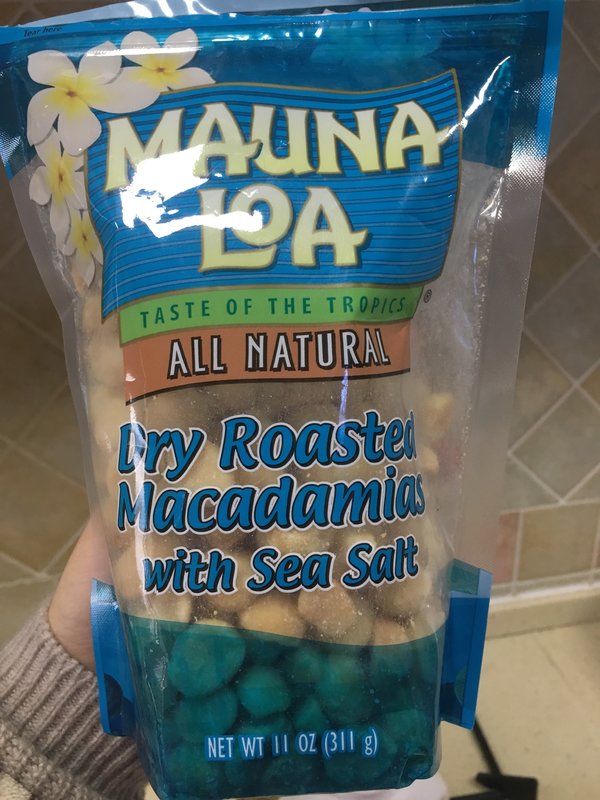 Tear here
MAUNA
LOA
TASTE OF THE TROPICS ®
ALL NATURAL
Dry Roasted
Macadamias
with Sea Salt
NET WT 11 OZ (311 g)